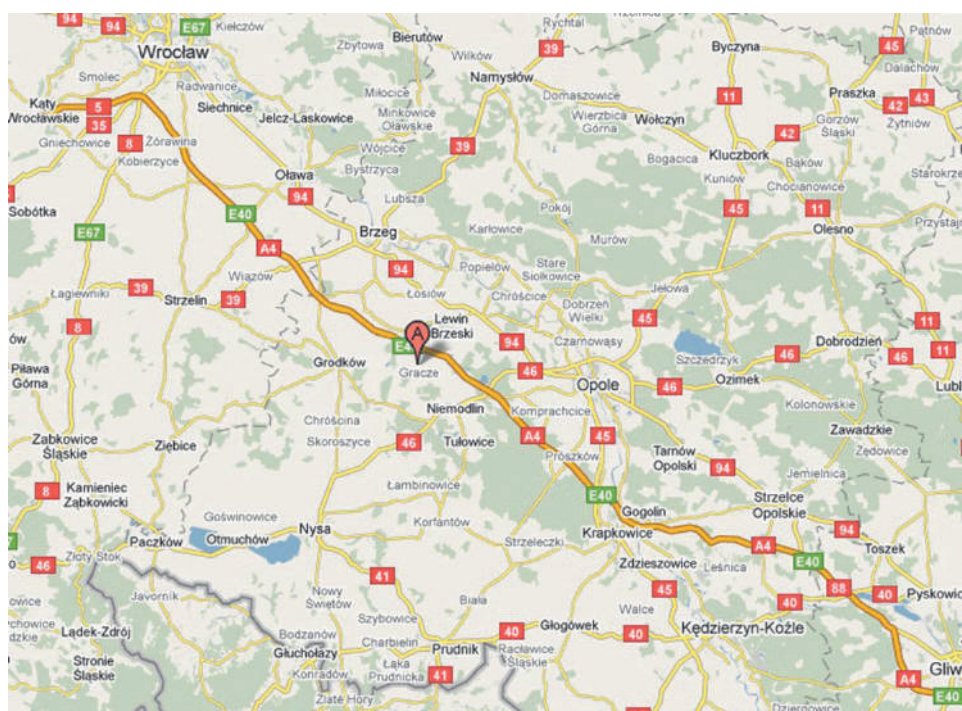 94
94
E67
Kiełczów
Wrocław
Zbytowa
Bierutów
Wilków
Rychtal
39
Byczyna
45
Pątnów
Dalachów
Smolec
Radwanice
Namysłów
11
Praszka
42
43
Żytniów
Kąty
Wrocławskie
5
35
Siechnice
Miłocice
Minkowice
Oławskie
Jelcz-Laskowice
Domaszowice
Wierzbica
Górna
Wołczyn
42
Gorzów
Śląski
Gniechowice
8
Żórawina
Kobierzyce
Wójcice
Bystrzyca
39
Kluczbork
Bąków
Bogacica
Kuniów
Chocianowice
Oława
94
Lubsza
45
11
Sobótka
E40
E67
Brzeg
Karłowice
Pokój
Murów
Olesno
A4
Wiązów
94
Popielów
Stare
Siołkowice
39
Łagiewniki
Strzelin
39
Łosiów
Chróścice
Dobrzeń
Wielki
Jełowa
8
Lewin
Brzeski
94
Czarnowąsy
45
11
A
Szczedrzyk
46
Dobrodzień
46
11
Piława
Górna
Grodków
Gracze
46
Opole
46
Ozimek
Kolonowskie
Niemodlin
Komprachcice
Chróścina
Skoroszyce
46
Tułowice
A4
45
Zawadzkie
Ząbkowice
Śląskie
Ziębice
Prószków
Tarnów
Opolski
94
Żędowice
Jemielnica
8
Kamieniec
Ząbkowicki
Łambinowice
E40
Gogolin
Strzelce
Opolskie
Goświnowice
Nysa
Korfantów
Krapkowice
94
Paczków
Otmuchów
Strzeleczki
A4
Toszek
46
Złoty Stok
41
Zdzieszowice
Leśnica
E40
Javornik
Nowy
Świętów
Biała
45
40
88
40
Pyskowice
Szybowice
Walce
Lądek-Zdrój
Bodzanów
Charbielin
40
Głogówek
40
Kędzierzyn-Koźle
Stronie
Śląskie
Głuchołazy
Konradów
Łąka
Prudnicka
Prudnik
Racławice
Śląskie
41
A4
Zlaté Hory
E40